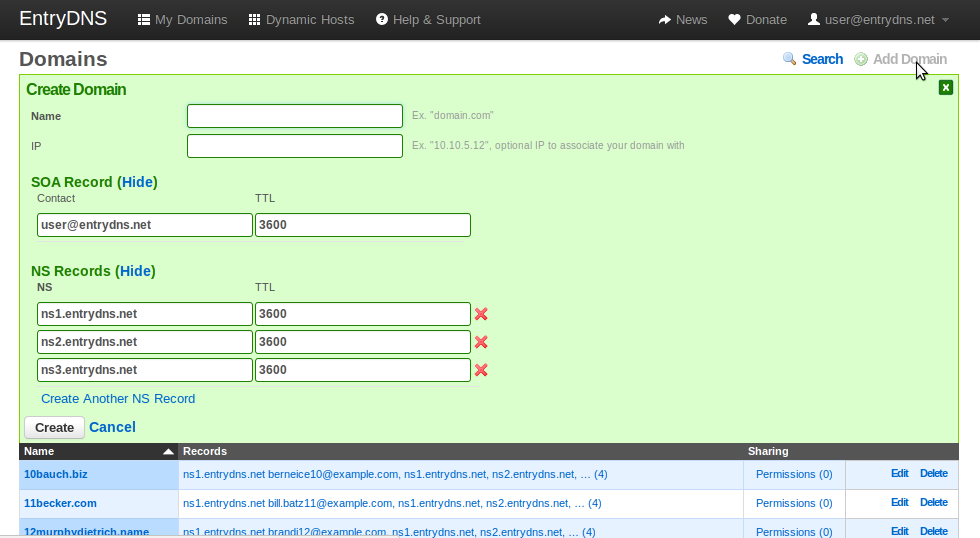 EntryDNS My Domains Dynamic Hosts Help & Support News Donate user@entrydns.net
Domains Search Add Domain
Create Domain x
Name Ex. "domain.com"
IP Ex. "10.10.5.12", optional IP to associate your domain with
SOA Record (Hide)
Contact TTL
user@entrydns.net 3600
NS Records (Hide)
NS TTL
ns1.entrydns.net 3600
ns2.entrydns.net 3600
ns3.entrydns.net 3600
Create Another NS Record
Create Cancel
Name Records Sharing
10bauch.biz ns1.entrydns.net berneice10@example.com, ns1.entrydns.net, ns2.entrydns.net, … (4) Permissions (0) Edit Delete
11becker.com ns1.entrydns.net bill.batz11@example.com, ns1.entrydns.net, ns2.entrydns.net, … (4) Permissions (0) Edit Delete
12murphydietrich.name ns1.entrydns.net brandi12@example.com, ns1.entrydns.net, ns2.entrydns.net, … (4) Permissions (0) Edit Delete